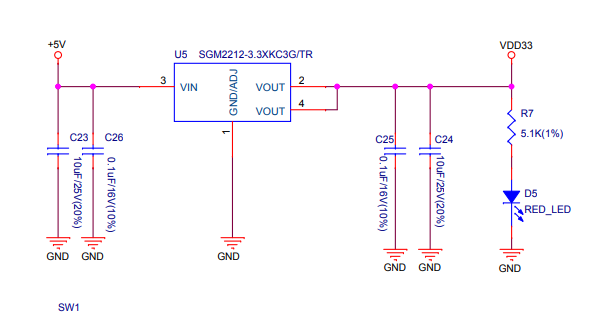 +5V
U5 SGM2212-3.3XKC3G/TR
VDD33
3 VIN
GND/ADJ
VOUT 2
VOUT 4
1
R7
5.1K(1%)
C23
10uF/25V(20%)
C26
0.1uF/16V(10%)
C25
0.1uF/16V(10%)
C24
10uF/25V(20%)
D5
RED_LED
GND
GND
GND
GND
GND
GND
SW1